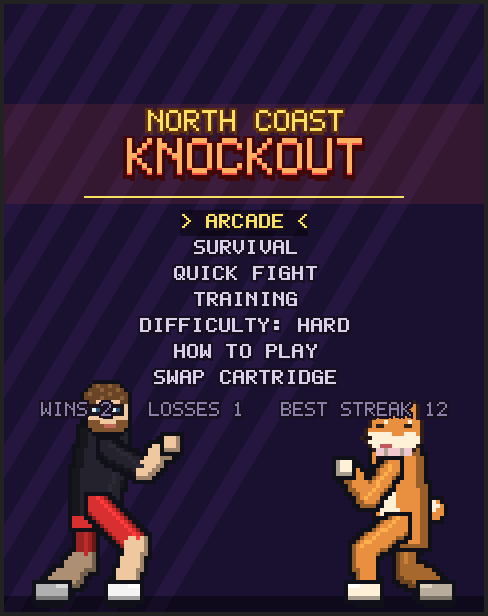 NORTH COAST
KNOCKOUT
> ARCADE <
SURVIVAL
QUICK FIGHT
TRAINING
DIFFICULTY: HARD
HOW TO PLAY
SWAP CARTRIDGE
WINS 2 LOSSES 1 BEST STREAK 12